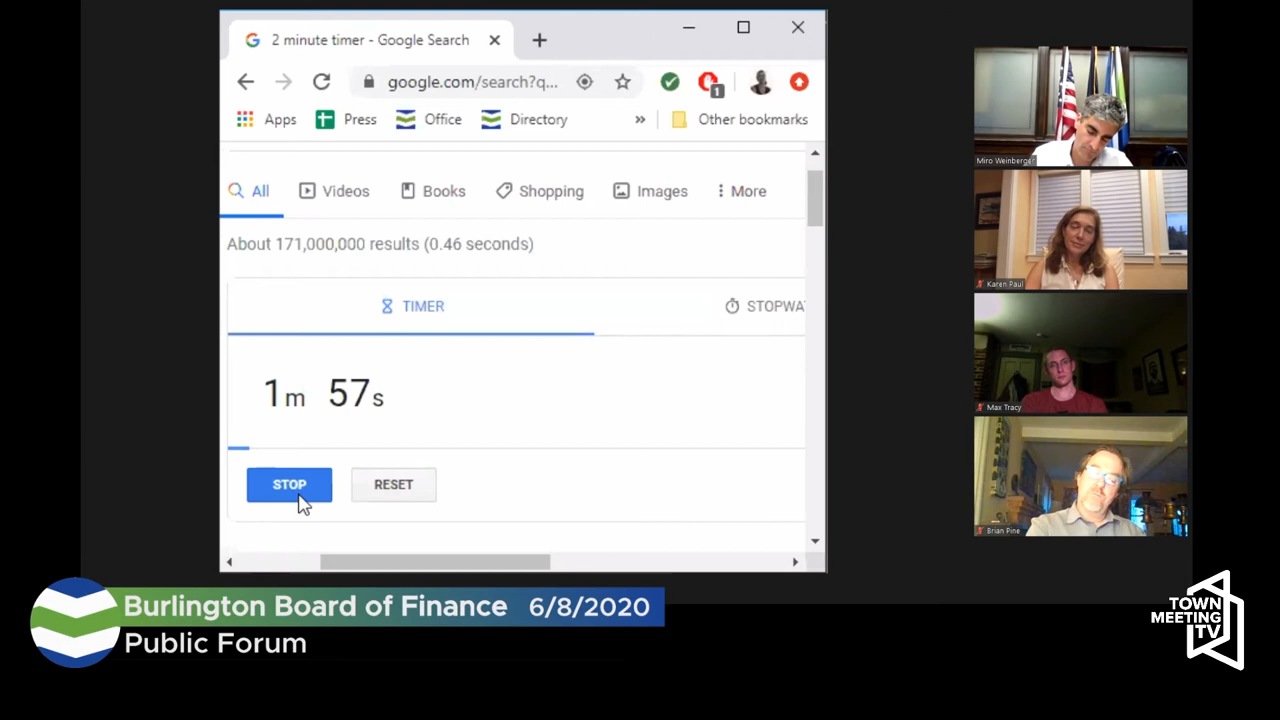 2 minute timer - Google Search
google.com/search?q...
1
Apps Press Office Directory » Other bookmarks
All Videos Books Shopping Images More
About 171,000,000 results (0.46 seconds)
TIMER STOPWA
1m 57s
STOP RESET
Miro Weinberger
Karen Paul
Max Tracy
Brian Pine
Burlington Board of Finance 6/8/2020
Public Forum
TOWN
MEETING
TV